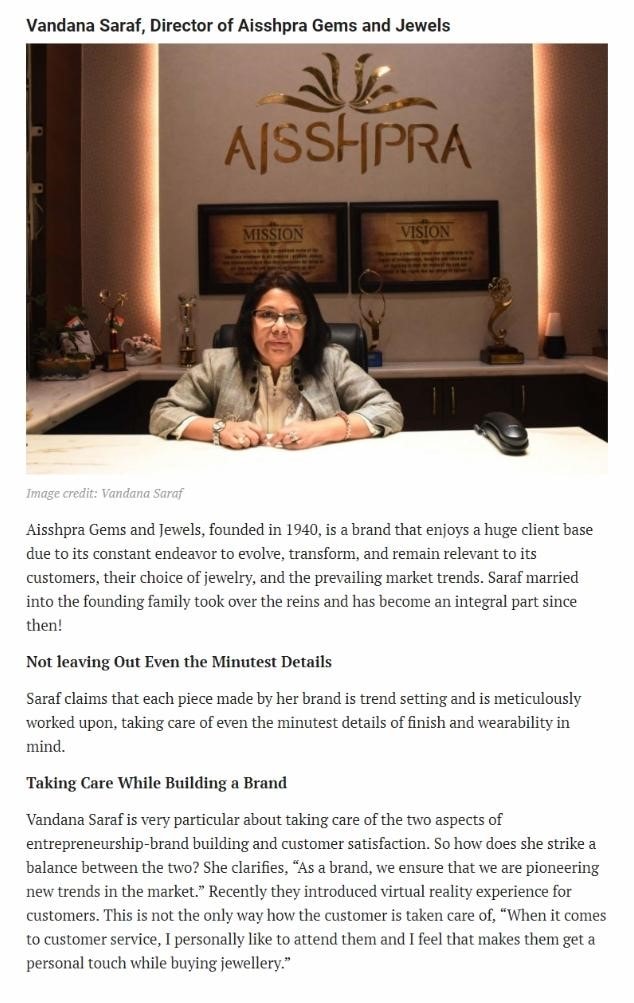 Vandana Saraf, Director of Aisshpra Gems and Jewels
AISSHPRA
MISSION
VISION
Image credit: Vandana Saraf
Aisshpra Gems and Jewels, founded in 1940, is a brand that enjoys a huge client base
due to its constant endeavor to evolve, transform, and remain relevant to its
customers, their choice of jewelry, and the prevailing market trends. Saraf married
into the founding family took over the reins and has become an integral part since
then!
Not leaving Out Even the Minutest Details
Saraf claims that each piece made by her brand is trend setting and is meticulously
worked upon, taking care of even the minutest details of finish and wearability in
mind.
Taking Care While Building a Brand
Vandana Saraf is very particular about taking care of the two aspects of
entrepreneurship-brand building and customer satisfaction. So how does she strike a
balance between the two? She clarifies, “As a brand, we ensure that we are pioneering
new trends in the market.” Recently they introduced virtual reality experience for
customers. This is not the only way how the customer is taken care of, “When it comes
to customer service, I personally like to attend them and I feel that makes them get a
personal touch while buying jewellery.”